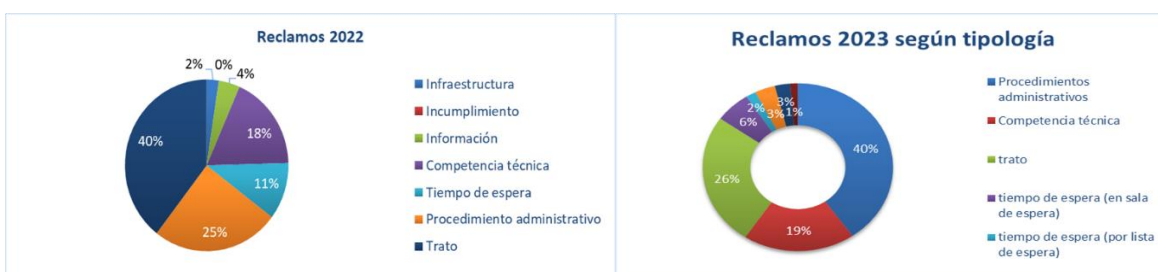 Reclamos 2022
2%
0%
4%
18%
11%
25%
40%
Infraestructura
Incumplimiento
Información
Competencia técnica
Tiempo de espera
Procedimiento administrativo
Trato
Reclamos 2023 según tipología
40%
19%
26%
6%
2%
3%
3%
1%
Procedimientos
administrativos
Competencia técnica
trato
tiempo de espera (en sala
de espera)
tiempo de espera (por lista
de espera)